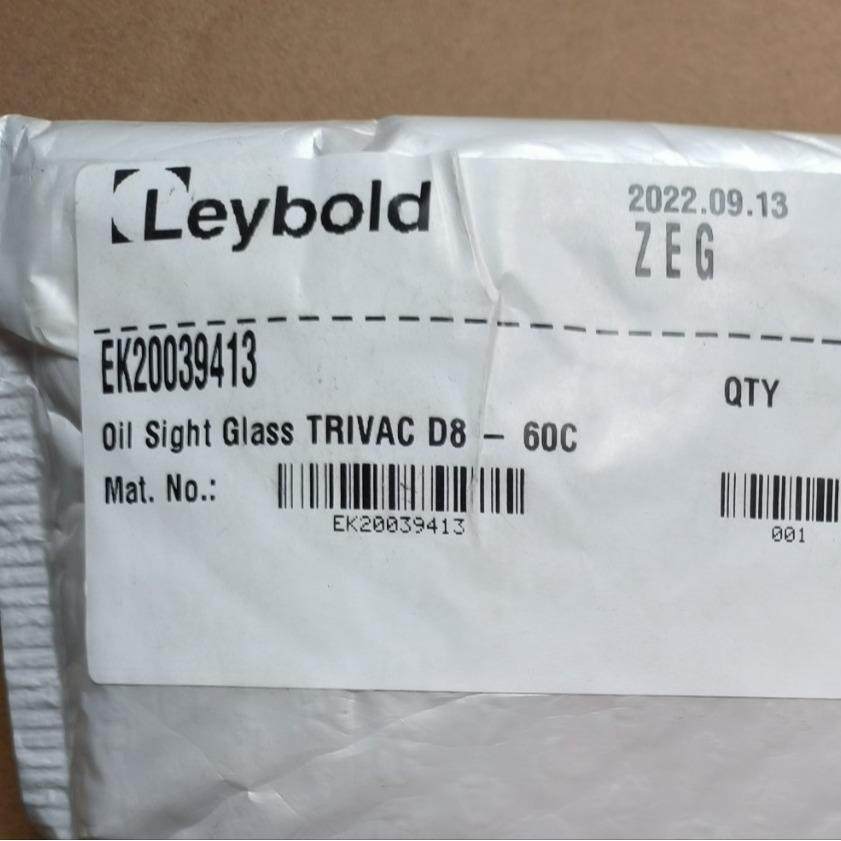 Leybold
2022.09.13
ZEG
EK20039413
QTY
Oil Sight Glass TRIVAC D8 – 60C
Mat. No.:
EK20039413
001